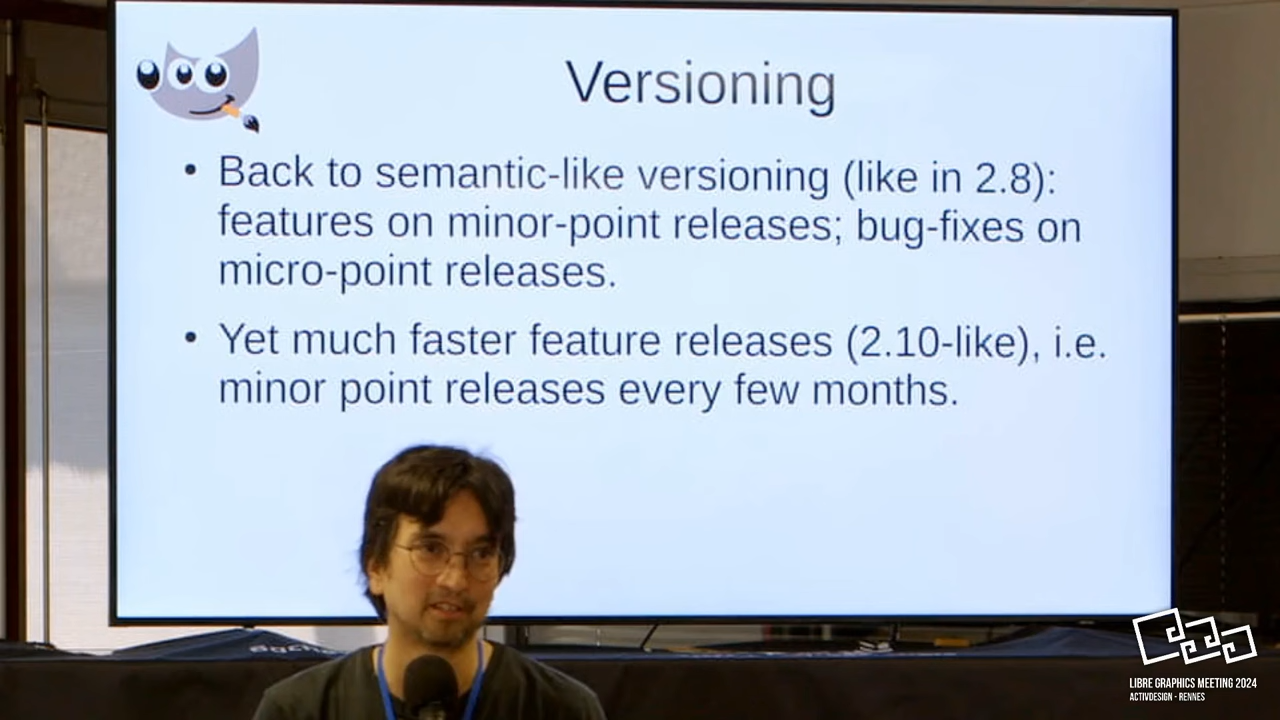 Versioning
• Back to semantic-like versioning (like in 2.8):
features on minor-point releases; bug-fixes on
micro-point releases.
• Yet much faster feature releases (2.10-like), i.e.
minor point releases every few months.
LIBRE GRAPHICS MEETING 2024
ACTIVDESIGN - RENNES